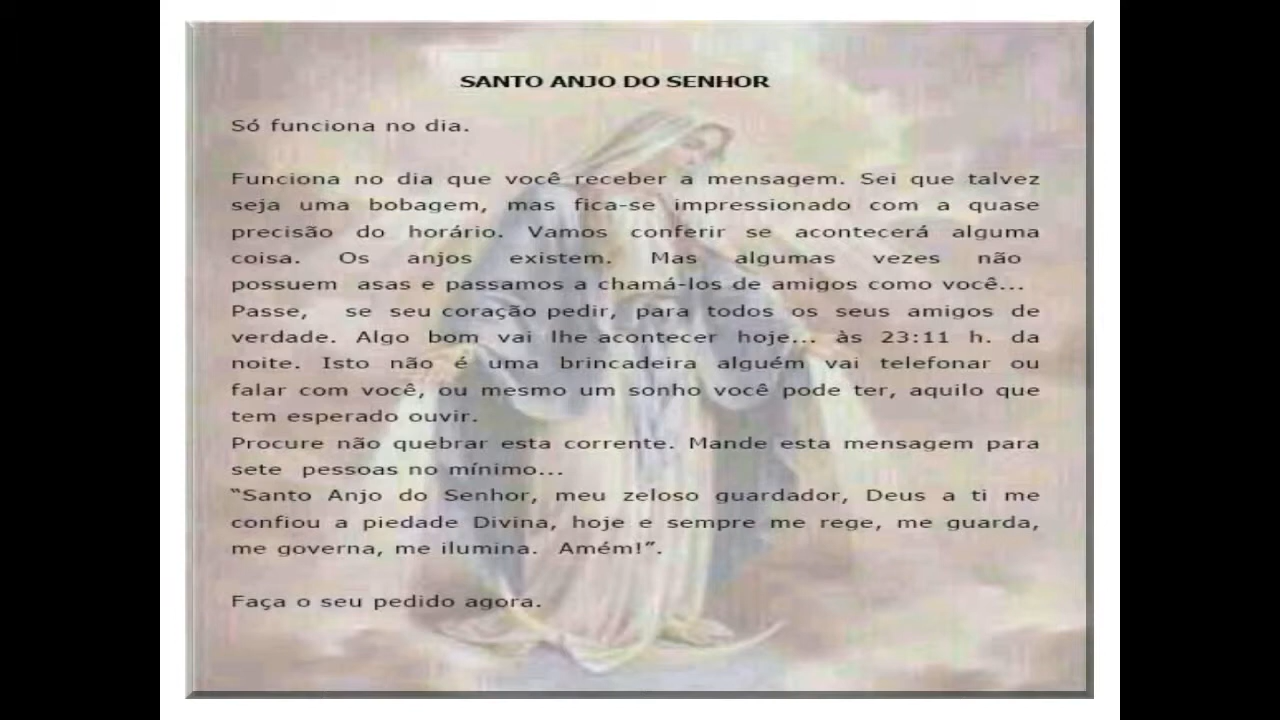 SANTO ANJO DO SENHOR
Só funciona no dia.
Funciona no dia que você receber a mensagem. Sei que talvez
seja uma bobagem, mas fica-se impressionado com a quase
precisão do horário. Vamos conferir se acontecerá alguma
coisa. Os anjos existem. Mas algumas vezes não
possuem asas e passamos a chamá-los de amigos como você...
Passe, se seu coração pedir, para todos os seus amigos de
verdade. Algo bom vai lhe acontecer hoje... às 23:11 h. da
noite. Isto não é uma brincadeira alguém vai telefonar ou
falar com você, ou mesmo um sonho você pode ter, aquilo que
tem esperado ouvir.
Procure não quebrar esta corrente. Mande esta mensagem para
sete pessoas no mínimo...
“Santo Anjo do Senhor, meu zeloso guardador, Deus a ti me
confiou a piedade Divina, hoje e sempre me rege, me guarda,
me governa, me ilumina. Amém!”.
Faça o seu pedido agora.